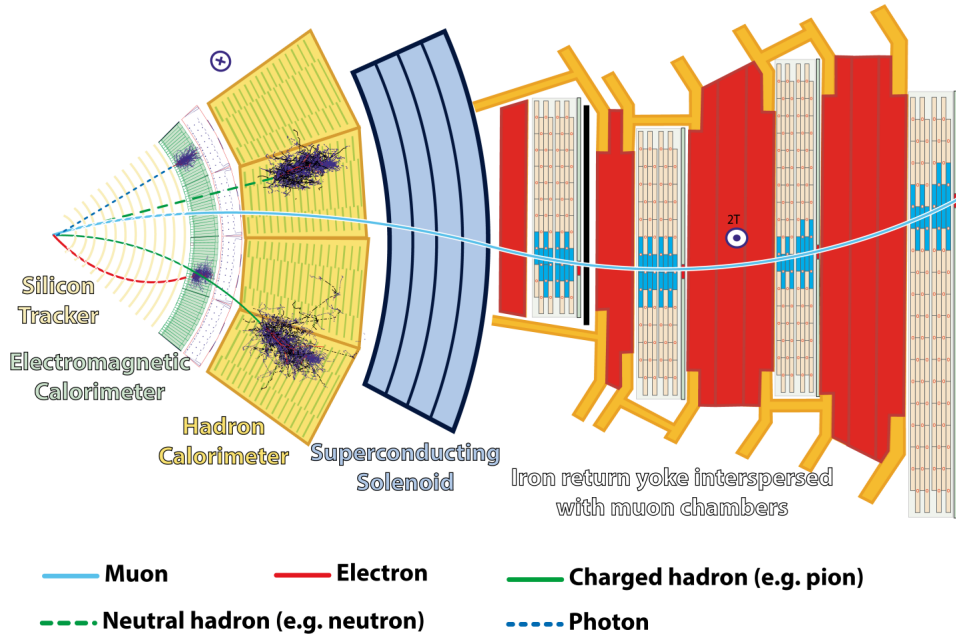 2T
Silicon
Tracker
Electromagnetic
Calorimeter
Hadron
Calorimeter
Superconducting
Solenoid
Iron return yoke interspersed
with muon chambers
Muon
Electron
Charged hadron (e.g. pion)
Neutral hadron (e.g. neutron)
Photon